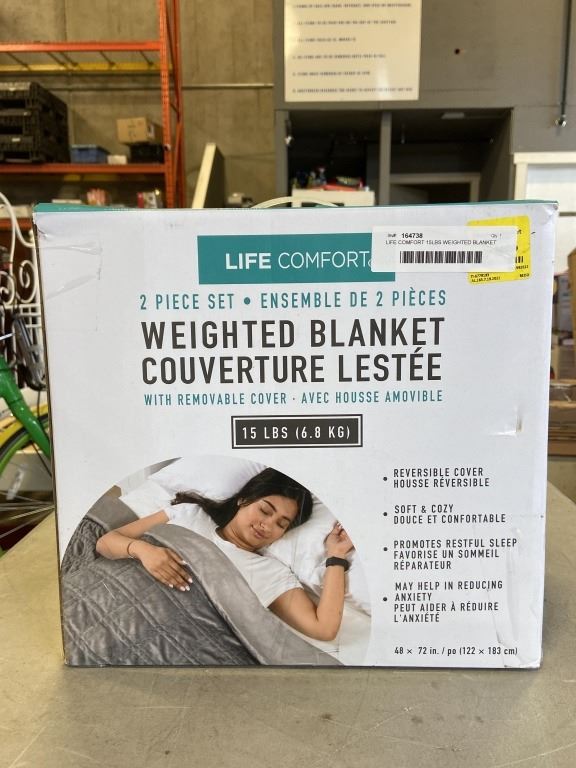 164738
LIFE COMFORT 15LBS WEIGHTED BLANKET
LIFE COMFORT
2 PIECE SET • ENSEMBLE DE 2 PIÈCES
WEIGHTED BLANKET
COUVERTURE LESTÉE
WITH REMOVABLE COVER · AVEC HOUSSE AMOVIBLE
15 LBS (6.8 KG)
• REVERSIBLE COVER
HOUSSE RÉVERSIBLE
• SOFT & COZY
DOUCE ET CONFORTABLE
• PROMOTES RESTFUL SLEEP
FAVORISE UN SOMMEIL
RÉPARATEUR
• MAY HELP IN REDUCING
ANXIETY
PEUT AIDER À RÉDUIRE
L'ANXIÉTÉ
48 × 72 in. / po (122 × 183 cm)